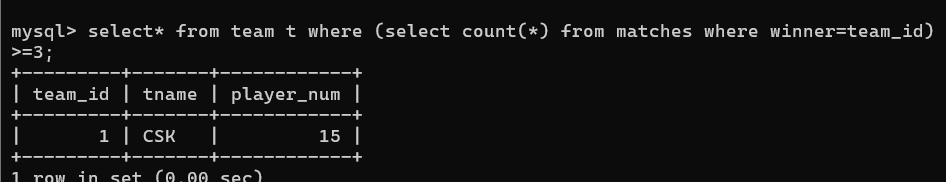 mysql> select* from team t where (select count(*) from matches where winner=team_id)
>=3;
+---------+-------+------------+
| team_id | tname | player_num |
+---------+-------+------------+
|       1 | CSK   |         15 |
+---------+-------+------------+
1 row in set (0.00 sec)